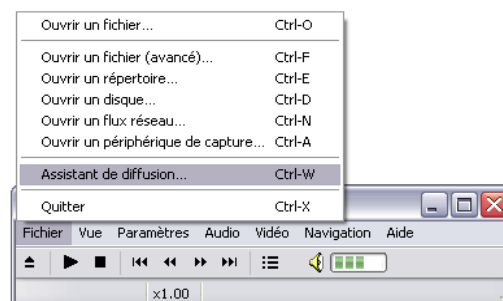 Ouvrir un fichier... Ctrl-O
Ouvrir un fichier (avancé)... Ctrl-F
Ouvrir un répertoire... Ctrl-E
Ouvrir un disque... Ctrl-D
Ouvrir un flux réseau... Ctrl-N
Ouvrir un périphérique de capture... Ctrl-A
Assistant de diffusion... Ctrl-W
Quitter Ctrl-X
Fichier Vue Paramètres Audio Vidéo Navigation Aide
x1.00